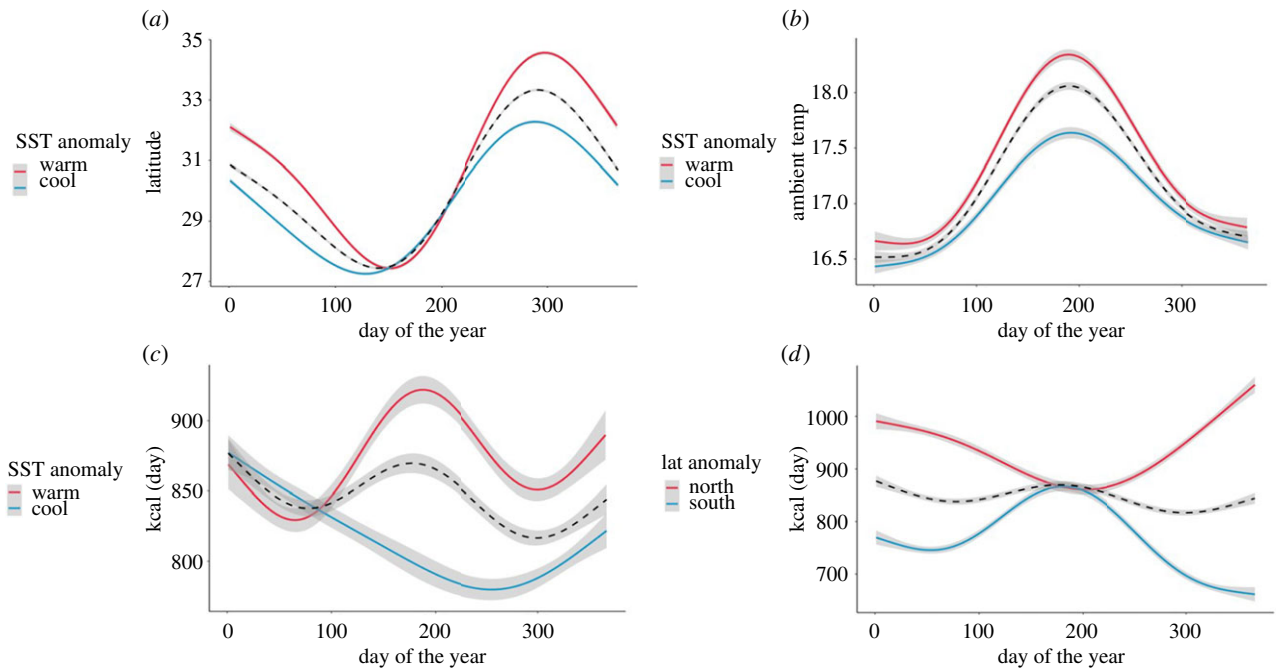 (a)
35
33
31
29
27
latitude
SST anomaly
warm
cool
0 100 200 300
day of the year
(b)
18.0
17.5
17.0
16.5
ambient temp
SST anomaly
warm
cool
0 100 200 300
day of the year
(c)
900
850
800
kcal (day)
SST anomaly
warm
cool
0 100 200 300
day of the year
(d)
1000
900
800
700
kcal (day)
lat anomaly
north
south
0 100 200 300
day of the year